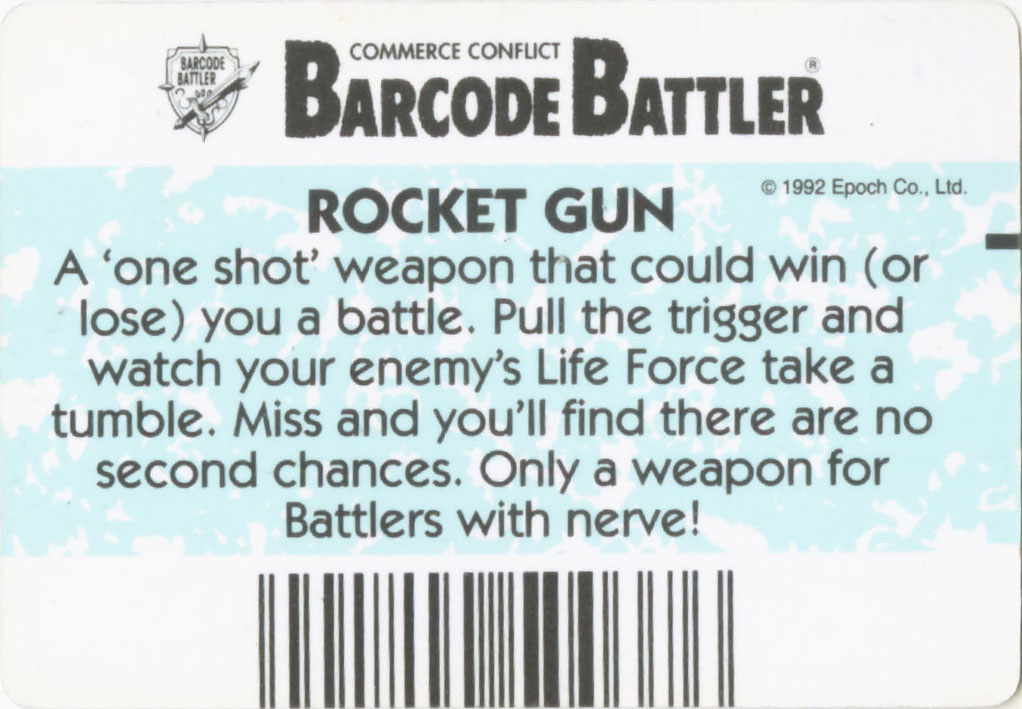 BARCODE
BATTLER
COMMERCE CONFLICT
BARCODE BATTLER®
© 1992 Epoch Co., Ltd.
ROCKET GUN
A ‘one shot’ weapon that could win (or
lose) you a battle. Pull the trigger and
watch your enemy’s Life Force take a
tumble. Miss and you’ll find there are no
second chances. Only a weapon for
Battlers with nerve!